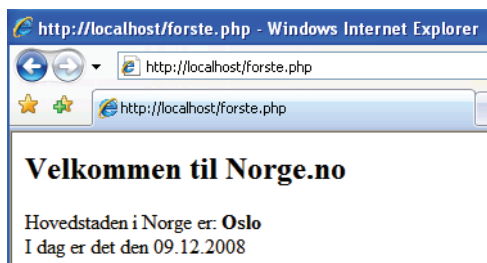 http://localhost/forste.php - Windows Internet Explorer
http://localhost/forste.php
http://localhost/forste.php
Velkommen til Norge.no
Hovedstaden i Norge er: Oslo
I dag er det den 09.12.2008